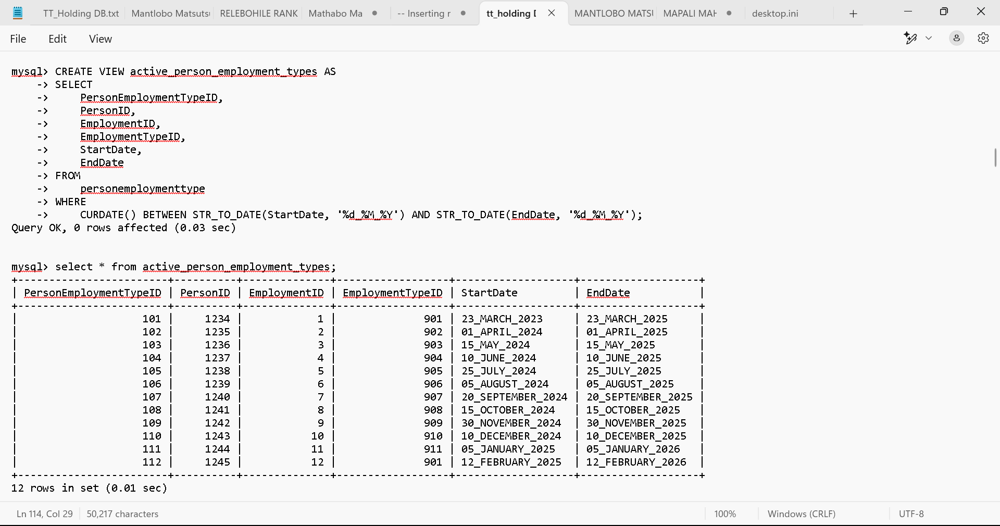 TT_Holding DB.txt Mantlobo Matsuts RELEBOHILE RANK Mathabo Ma -- Inserting r tt_holding D MANTLOBO MATSU MAPALI MAH desktop.ini
File Edit View
mysql> CREATE VIEW active_person_employment_types AS
    -> SELECT
    ->     PersonEmploymentTypeID,
    ->     PersonID,
    ->     EmploymentID,
    ->     EmploymentTypeID,
    ->     StartDate,
    ->     EndDate
    -> FROM
    ->     personemploymenttype
    -> WHERE
    ->     CURDATE() BETWEEN STR_TO_DATE(StartDate, '%d_%M_%Y') AND STR_TO_DATE(EndDate, '%d_%M_%Y');
Query OK, 0 rows affected (0.03 sec)
mysql> select * from active_person_employment_types;
+------------------------+----------+--------------+------------------+-------------------+-------------------+
| PersonEmploymentTypeID | PersonID | EmploymentID | EmploymentTypeID | StartDate         | EndDate           |
+------------------------+----------+--------------+------------------+-------------------+-------------------+
|                    101 |     1234 |            1 |              901 | 23_MARCH_2023     | 23_MARCH_2025     |
|                    102 |     1235 |            2 |              902 | 01_APRIL_2024     | 01_APRIL_2025     |
|                    103 |     1236 |            3 |              903 | 15_MAY_2024       | 15_MAY_2025       |
|                    104 |     1237 |            4 |              904 | 10_JUNE_2024      | 10_JUNE_2025      |
|                    105 |     1238 |            5 |              905 | 25_JULY_2024      | 25_JULY_2025      |
|                    106 |     1239 |            6 |              906 | 05_AUGUST_2024    | 05_AUGUST_2025    |
|                    107 |     1240 |            7 |              907 | 20_SEPTEMBER_2024 | 20_SEPTEMBER_2025 |
|                    108 |     1241 |            8 |              908 | 15_OCTOBER_2024   | 15_OCTOBER_2025   |
|                    109 |     1242 |            9 |              909 | 30_NOVEMBER_2024  | 30_NOVEMBER_2025  |
|                    110 |     1243 |           10 |              910 | 10_DECEMBER_2024  | 10_DECEMBER_2025  |
|                    111 |     1244 |           11 |              911 | 05_JANUARY_2025   | 05_JANUARY_2026   |
|                    112 |     1245 |           12 |              901 | 12_FEBRUARY_2025  | 12_FEBRUARY_2026  |
+------------------------+----------+--------------+------------------+-------------------+-------------------+
12 rows in set (0.01 sec)
Ln 114, Col 29 50,217 characters 100% Windows (CRLF) UTF-8